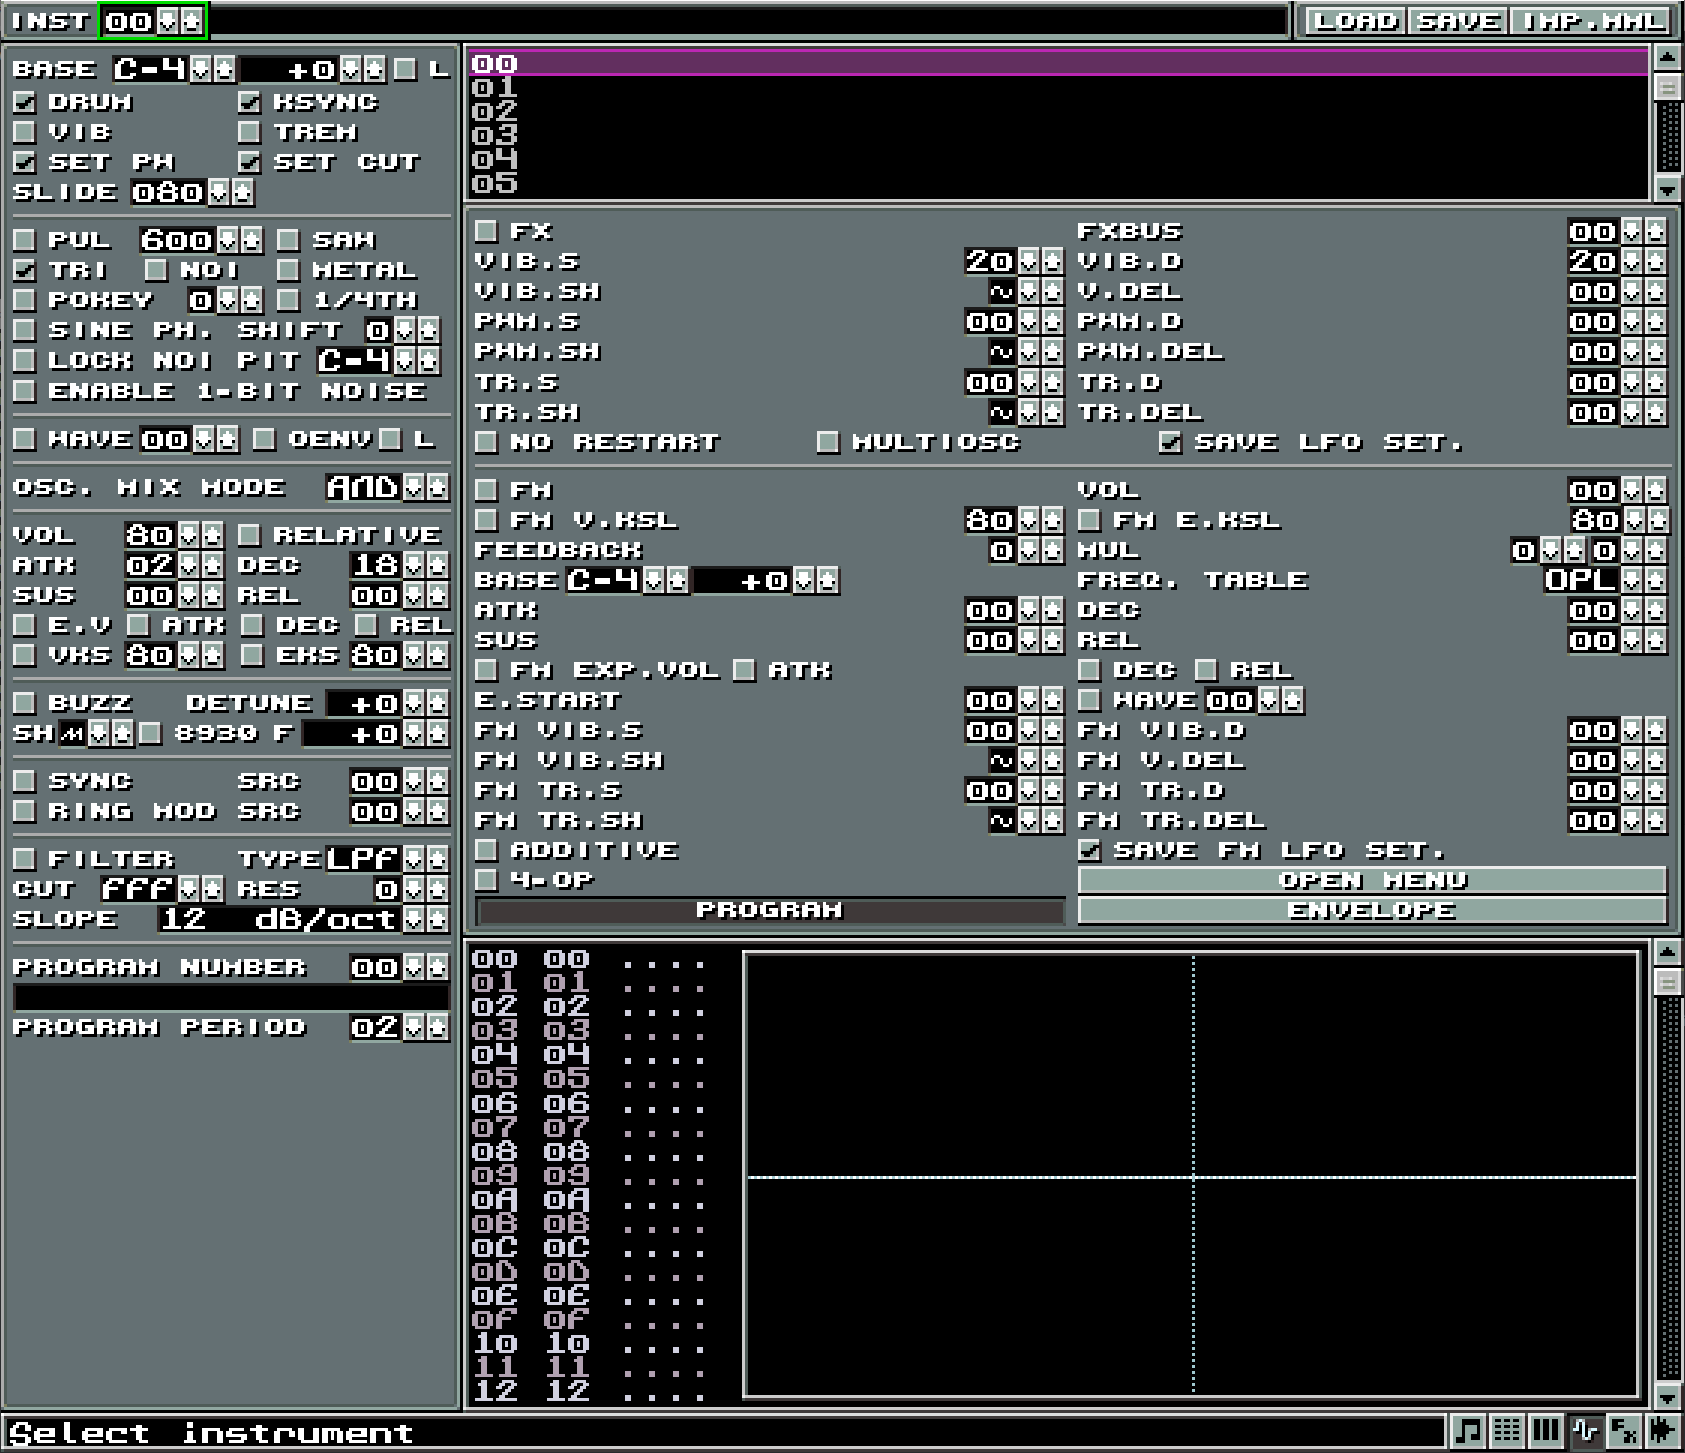 INST 00 LOAD SAVE IMP.MML
BASE C-4 +0 L
DRUM KSYNC
VIB TREM
SET PW SET CUT
SLIDE 080
PUL 600 SAW
TRI NOI METAL
POKEY 0 1/4TH
SINE PH. SHIFT 0
LOCK NOI PIT C-4
ENABLE 1-BIT NOISE
WAVE 00 OENV L
OSC. MIX MODE AND
VOL 80 RELATIVE
ATK 02 DEC 18
SUS 00 REL 00
E.V ATK DEC REL
VKS 80 EKS 80
BUZZ DETUNE +0
SH 8930 F +0
SYNC SRC 00
RING MOD SRC 00
FILTER TYPE LPF
CUT fff RES 0
SLOPE 12 dB/oct
PROGRAM NUMBER 00
PROGRAM PERIOD 02
00
01
02
03
04
05
FX FXBUS 00
VIB.S 20 VIB.D 20
VIB.SH ~ V.DEL 00
PWM.S 00 PWM.D 00
PWM.SH ~ PWM.DEL 00
TR.S 00 TR.D 00
TR.SH ~ TR.DEL 00
NO RESTART MULTIOSC SAVE LFO SET.
FM VOL 00
FM V.KSL 80 FM E.KSL 80
FEEDBACK 0 MUL 0 0
BASE C-4 +0 FREQ. TABLE OPL
ATK 00 DEC 00
SUS 00 REL 00
FM EXP.VOL ATK DEC REL
E.START 00 WAVE 00
FM VIB.S 00 FM VIB.D 00
FM VIB.SH ~ FM V.DEL 00
FM TR.S 00 FM TR.D 00
FM TR.SH ~ FM TR.DEL 00
ADDITIVE SAVE FM LFO SET.
4-OP OPEN MENU
PROGRAM ENVELOPE
00 00 ....
01 01 ....
02 02 ....
03 03 ....
04 04 ....
05 05 ....
06 06 ....
07 07 ....
08 08 ....
09 09 ....
0A 0A ....
0B 0B ....
0C 0C ....
0D 0D ....
0E 0E ....
0F 0F ....
10 10 ....
11 11 ....
12 12 ....
Select instrument